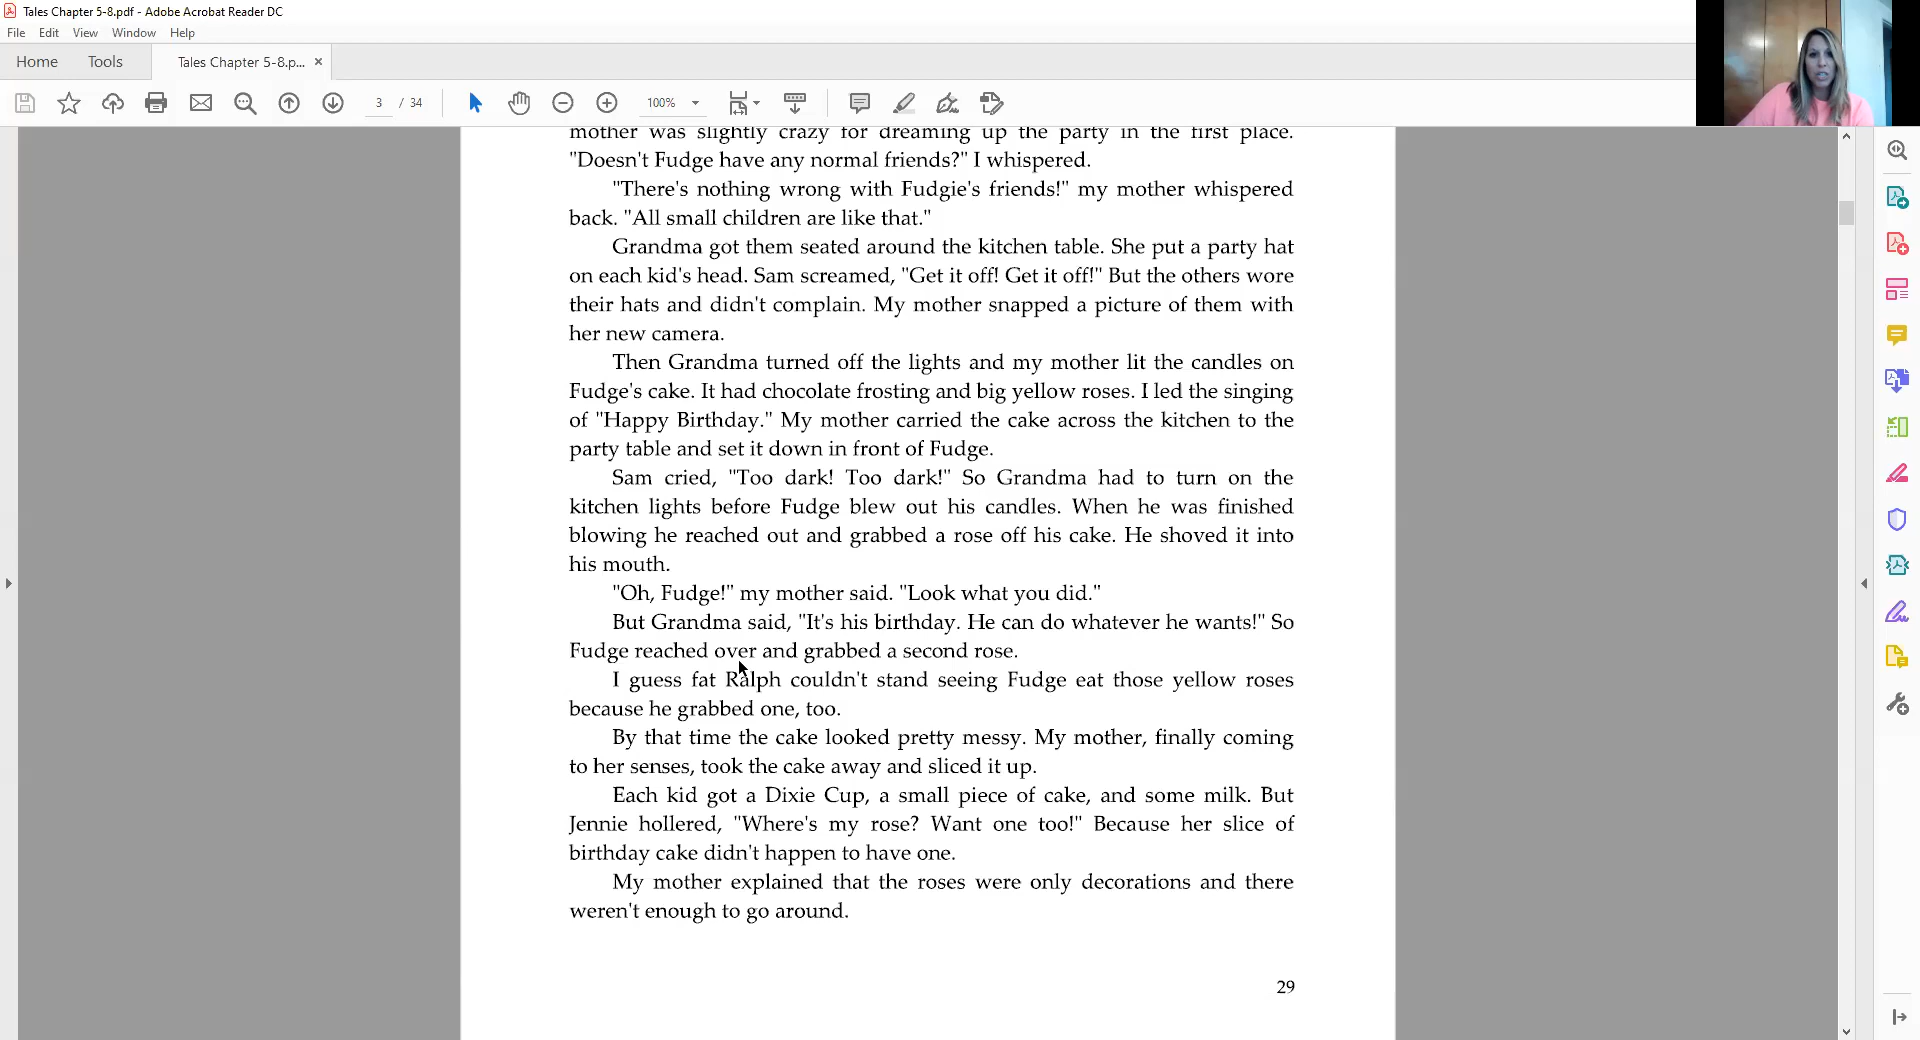 Tales Chapter 5-8.pdf - Adobe Acrobat Reader DC
File Edit View Window Help
Home Tools Tales Chapter 5-8.p... ×
3 / 34 100%
mother was slightly crazy for dreaming up the party in the first place.
"Doesn't Fudge have any normal friends?" I whispered.
"There's nothing wrong with Fudgie's friends!" my mother whispered
back. "All small children are like that."
Grandma got them seated around the kitchen table. She put a party hat
on each kid's head. Sam screamed, "Get it off! Get it off!" But the others wore
their hats and didn't complain. My mother snapped a picture of them with
her new camera.
Then Grandma turned off the lights and my mother lit the candles on
Fudge's cake. It had chocolate frosting and big yellow roses. I led the singing
of "Happy Birthday." My mother carried the cake across the kitchen to the
party table and set it down in front of Fudge.
Sam cried, "Too dark! Too dark!" So Grandma had to turn on the
kitchen lights before Fudge blew out his candles. When he was finished
blowing he reached out and grabbed a rose off his cake. He shoved it into
his mouth.
"Oh, Fudge!" my mother said. "Look what you did."
But Grandma said, "It's his birthday. He can do whatever he wants!" So
Fudge reached over and grabbed a second rose.
I guess fat Ralph couldn't stand seeing Fudge eat those yellow roses
because he grabbed one, too.
By that time the cake looked pretty messy. My mother, finally coming
to her senses, took the cake away and sliced it up.
Each kid got a Dixie Cup, a small piece of cake, and some milk. But
Jennie hollered, "Where's my rose? Want one too!" Because her slice of
birthday cake didn't happen to have one.
My mother explained that the roses were only decorations and there
weren't enough to go around.
29